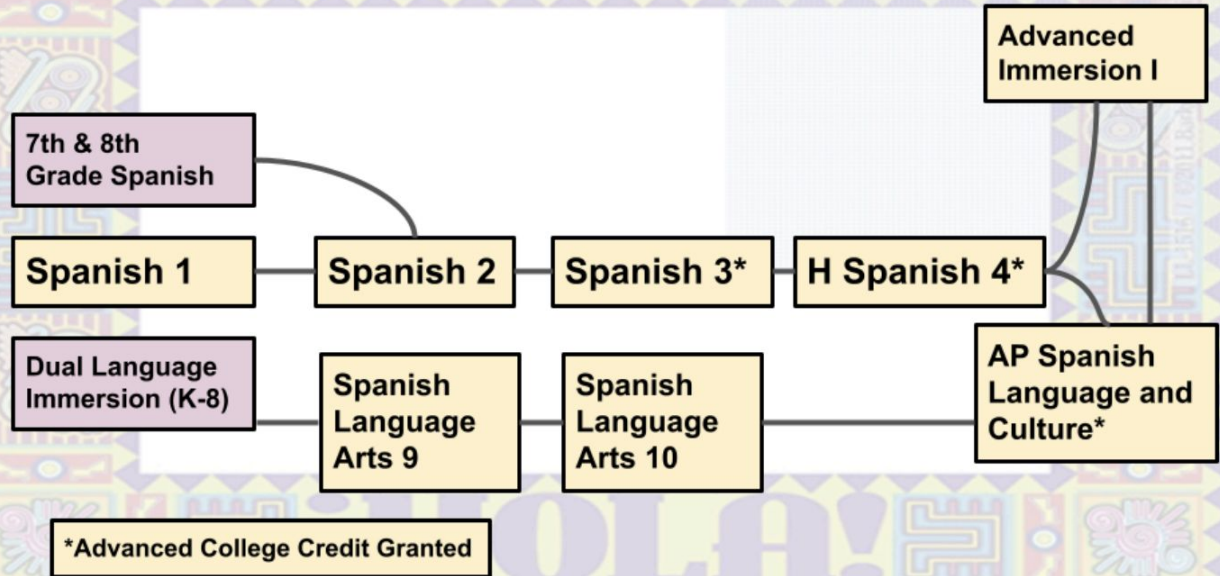 Advanced
Immersion I
7th & 8th
Grade Spanish
Spanish 1
Spanish 2
Spanish 3*
H Spanish 4*
Dual Language
Immersion (K-8)
Spanish
Language
Arts 9
Spanish
Language
Arts 10
AP Spanish
Language and
Culture*
¡HOLA!
*Advanced College Credit Granted